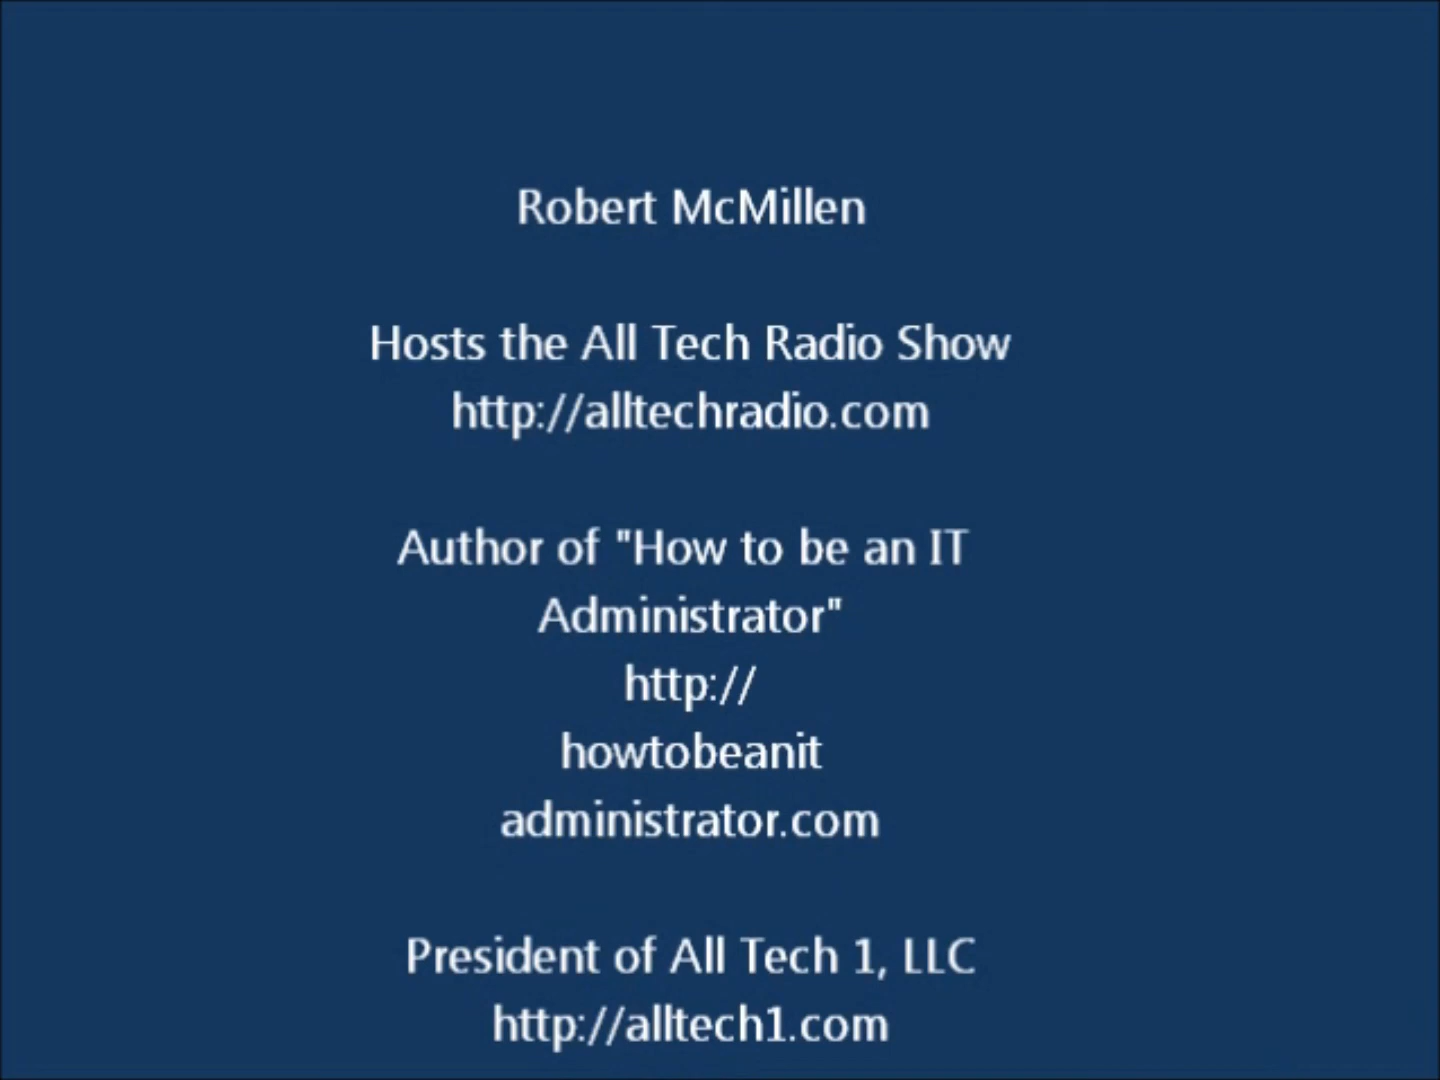 Robert McMillen
Hosts the All Tech Radio Show
http://alltechradio.com
Author of "How to be an IT
Administrator"
http://
howtobeanit
administrator.com
President of All Tech 1, LLC
http://alltech1.com